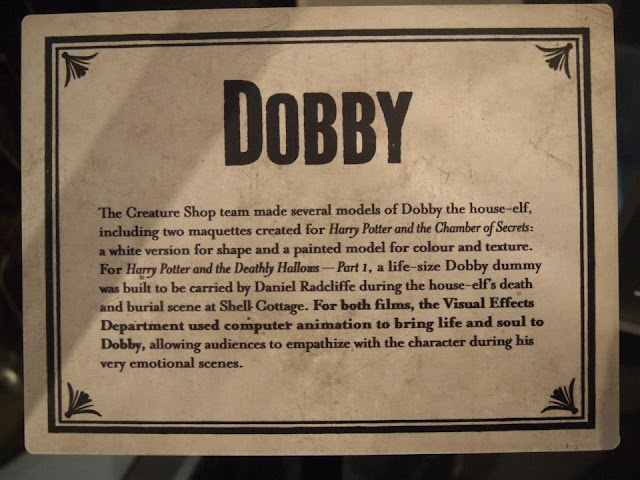 DOBBY
The Creature Shop team made several models of Dobby the house-elf,
including two maquettes created for Harry Potter and the Chamber of Secrets:
a white version for shape and a painted model for colour and texture.
For Harry Potter and the Deathly Hallows — Part 1, a life-size Dobby dummy
was built to be carried by Daniel Radcliffe during the house-elf's death
and burial scene at Shell Cottage. For both films, the Visual Effects
Department used computer animation to bring life and soul to
Dobby, allowing audiences to empathize with the character during his
very emotional scenes.